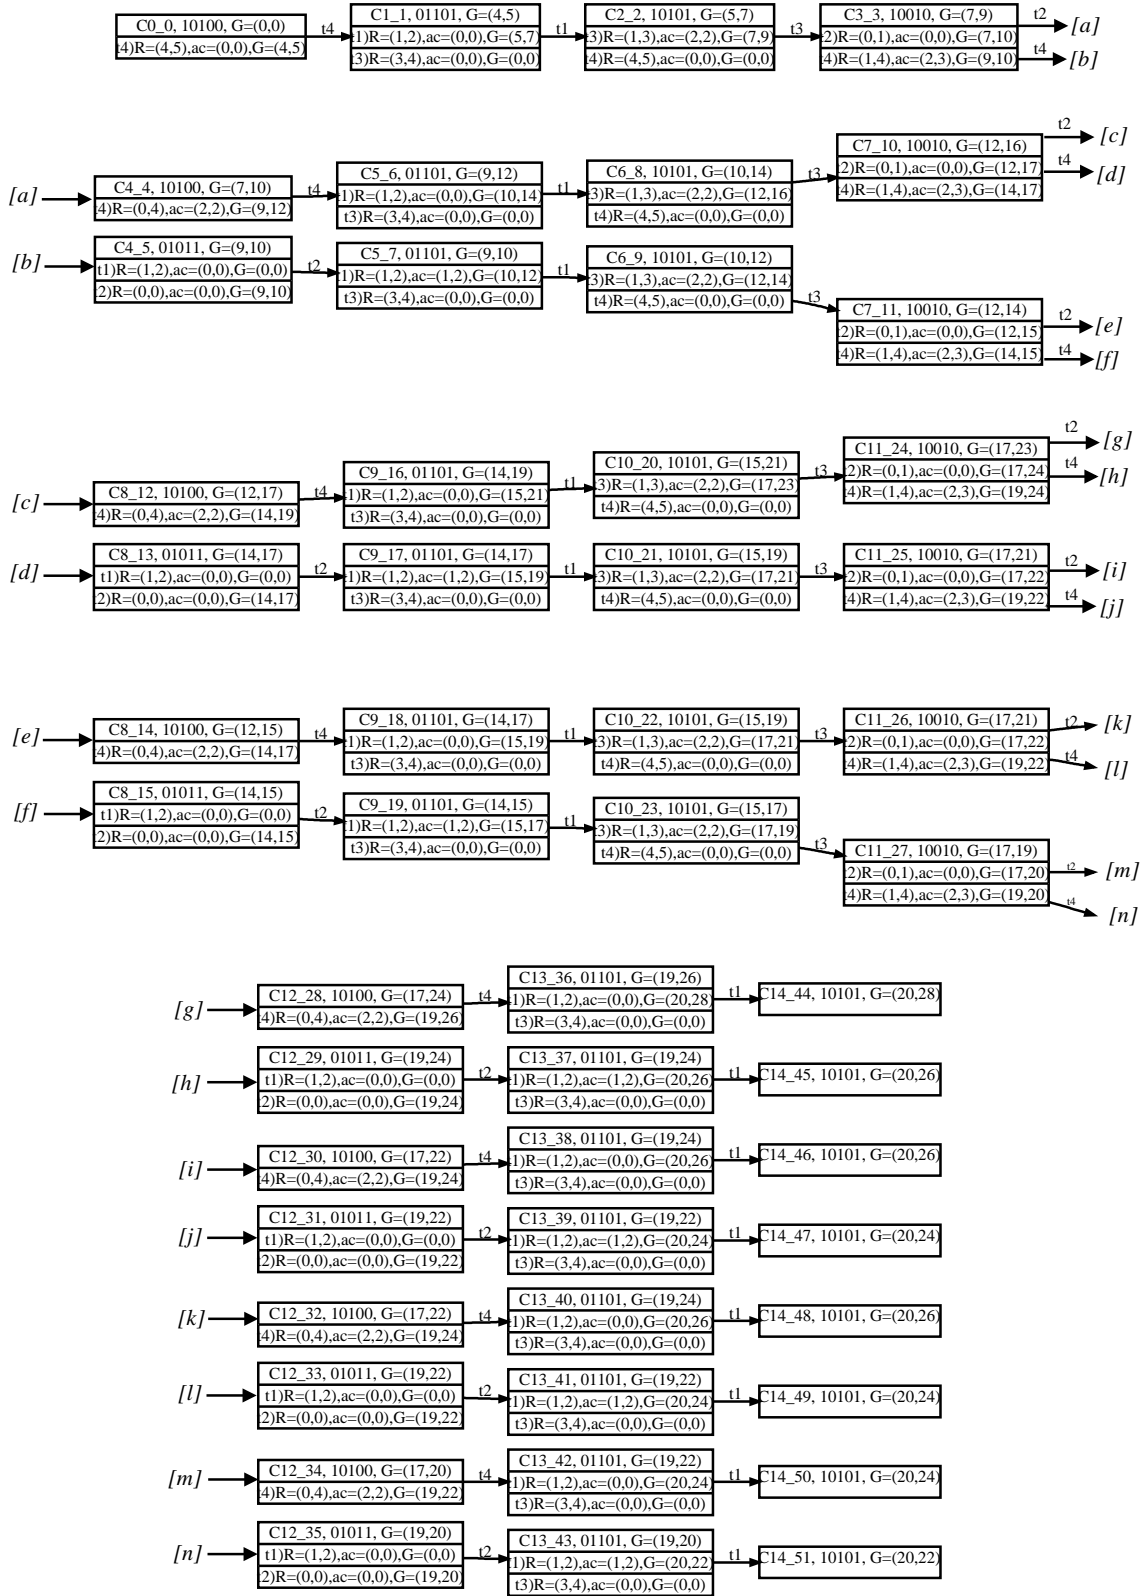 C0_0, 10100, G=(0,0)
t4)R=(4,5),ac=(0,0),G=(4,5)
t4
C1_1, 01101, G=(4,5)
t1)R=(1,2),ac=(0,0),G=(5,7)
t3)R=(3,4),ac=(0,0),G=(0,0)
t1
C2_2, 10101, G=(5,7)
t3)R=(1,3),ac=(2,2),G=(7,9)
t4)R=(4,5),ac=(0,0),G=(0,0)
t3
C3_3, 10010, G=(7,9)
t2)R=(0,1),ac=(0,0),G=(7,10)
t4)R=(1,4),ac=(2,3),G=(9,10)
t2
[a]
t4
[b]
[a]
C4_4, 10100, G=(7,10)
t4)R=(0,4),ac=(2,2),G=(9,12)
t4
C5_6, 01101, G=(9,12)
t1)R=(1,2),ac=(0,0),G=(10,14)
t3)R=(3,4),ac=(0,0),G=(0,0)
t1
C6_8, 10101, G=(10,14)
t3)R=(1,3),ac=(2,2),G=(12,16)
t4)R=(4,5),ac=(0,0),G=(0,0)
t3
C7_10, 10010, G=(12,16)
t2)R=(0,1),ac=(0,0),G=(12,17)
t4)R=(1,4),ac=(2,3),G=(14,17)
t2
[c]
t4
[d]
[b]
C4_5, 01011, G=(9,10)
t1)R=(1,2),ac=(0,0),G=(0,0)
t2)R=(0,0),ac=(0,0),G=(9,10)
t2
C5_7, 01101, G=(9,10)
t1)R=(1,2),ac=(1,2),G=(10,12)
t3)R=(3,4),ac=(0,0),G=(0,0)
t1
C6_9, 10101, G=(10,12)
t3)R=(1,3),ac=(2,2),G=(12,14)
t4)R=(4,5),ac=(0,0),G=(0,0)
t3
C7_11, 10010, G=(12,14)
t2)R=(0,1),ac=(0,0),G=(12,15)
t4)R=(1,4),ac=(2,3),G=(14,15)
t2
[e]
t4
[f]
[c]
C8_12, 10100, G=(12,17)
t4)R=(0,4),ac=(2,2),G=(14,19)
t4
C9_16, 01101, G=(14,19)
t1)R=(1,2),ac=(0,0),G=(15,21)
t3)R=(3,4),ac=(0,0),G=(0,0)
t1
C10_20, 10101, G=(15,21)
t3)R=(1,3),ac=(2,2),G=(17,23)
t4)R=(4,5),ac=(0,0),G=(0,0)
t3
C11_24, 10010, G=(17,23)
t2)R=(0,1),ac=(0,0),G=(17,24)
t4)R=(1,4),ac=(2,3),G=(19,24)
t2
[g]
t4
[h]
[d]
C8_13, 01011, G=(14,17)
t1)R=(1,2),ac=(0,0),G=(0,0)
t2)R=(0,0),ac=(0,0),G=(14,17)
t2
C9_17, 01101, G=(14,17)
t1)R=(1,2),ac=(1,2),G=(15,19)
t3)R=(3,4),ac=(0,0),G=(0,0)
t1
C10_21, 10101, G=(15,19)
t3)R=(1,3),ac=(2,2),G=(17,21)
t4)R=(4,5),ac=(0,0),G=(0,0)
t3
C11_25, 10010, G=(17,21)
t2)R=(0,1),ac=(0,0),G=(17,22)
t4)R=(1,4),ac=(2,3),G=(19,22)
t2
[i]
t4
[j]
[e]
C8_14, 10100, G=(12,15)
t4)R=(0,4),ac=(2,2),G=(14,17)
t4
C9_18, 01101, G=(14,17)
t1)R=(1,2),ac=(0,0),G=(15,19)
t3)R=(3,4),ac=(0,0),G=(0,0)
t1
C10_22, 10101, G=(15,19)
t3)R=(1,3),ac=(2,2),G=(17,21)
t4)R=(4,5),ac=(0,0),G=(0,0)
t3
C11_26, 10010, G=(17,21)
t2)R=(0,1),ac=(0,0),G=(17,22)
t4)R=(1,4),ac=(2,3),G=(19,22)
t2
[k]
t4
[l]
[f]
C8_15, 01011, G=(14,15)
t1)R=(1,2),ac=(0,0),G=(0,0)
t2)R=(0,0),ac=(0,0),G=(14,15)
t2
C9_19, 01101, G=(14,15)
t1)R=(1,2),ac=(1,2),G=(15,17)
t3)R=(3,4),ac=(0,0),G=(0,0)
t1
C10_23, 10101, G=(15,17)
t3)R=(1,3),ac=(2,2),G=(17,19)
t4)R=(4,5),ac=(0,0),G=(0,0)
t3
C11_27, 10010, G=(17,19)
t2)R=(0,1),ac=(0,0),G=(17,20)
t4)R=(1,4),ac=(2,3),G=(19,20)
t2
[m]
t4
[n]
[g]
C12_28, 10100, G=(17,24)
t4)R=(0,4),ac=(2,2),G=(19,26)
t4
C13_36, 01101, G=(19,26)
t1)R=(1,2),ac=(0,0),G=(20,28)
t3)R=(3,4),ac=(0,0),G=(0,0)
t1
C14_44, 10101, G=(20,28)
[h]
C12_29, 01011, G=(19,24)
t1)R=(1,2),ac=(0,0),G=(0,0)
t2)R=(0,0),ac=(0,0),G=(19,24)
t2
C13_37, 01101, G=(19,24)
t1)R=(1,2),ac=(1,2),G=(20,26)
t3)R=(3,4),ac=(0,0),G=(0,0)
t1
C14_45, 10101, G=(20,26)
[i]
C12_30, 10100, G=(17,22)
t4)R=(0,4),ac=(2,2),G=(19,24)
t4
C13_38, 01101, G=(19,24)
t1)R=(1,2),ac=(0,0),G=(20,26)
t3)R=(3,4),ac=(0,0),G=(0,0)
t1
C14_46, 10101, G=(20,26)
[j]
C12_31, 01011, G=(19,22)
t1)R=(1,2),ac=(0,0),G=(0,0)
t2)R=(0,0),ac=(0,0),G=(19,22)
t2
C13_39, 01101, G=(19,22)
t1)R=(1,2),ac=(1,2),G=(20,24)
t3)R=(3,4),ac=(0,0),G=(0,0)
t1
C14_47, 10101, G=(20,24)
[k]
C12_32, 10100, G=(17,22)
t4)R=(0,4),ac=(2,2),G=(19,24)
t4
C13_40, 01101, G=(19,24)
t1)R=(1,2),ac=(0,0),G=(20,26)
t3)R=(3,4),ac=(0,0),G=(0,0)
t1
C14_48, 10101, G=(20,26)
[l]
C12_33, 01011, G=(19,22)
t1)R=(1,2),ac=(0,0),G=(0,0)
t2)R=(0,0),ac=(0,0),G=(19,22)
t2
C13_41, 01101, G=(19,22)
t1)R=(1,2),ac=(1,2),G=(20,24)
t3)R=(3,4),ac=(0,0),G=(0,0)
t1
C14_49, 10101, G=(20,24)
[m]
C12_34, 10100, G=(17,20)
t4)R=(0,4),ac=(2,2),G=(19,22)
t4
C13_42, 01101, G=(19,22)
t1)R=(1,2),ac=(0,0),G=(20,24)
t3)R=(3,4),ac=(0,0),G=(0,0)
t1
C14_50, 10101, G=(20,24)
[n]
C12_35, 01011, G=(19,20)
t1)R=(1,2),ac=(0,0),G=(0,0)
t2)R=(0,0),ac=(0,0),G=(19,20)
t2
C13_43, 01101, G=(19,20)
t1)R=(1,2),ac=(1,2),G=(20,22)
t3)R=(3,4),ac=(0,0),G=(0,0)
t1
C14_51, 10101, G=(20,22)